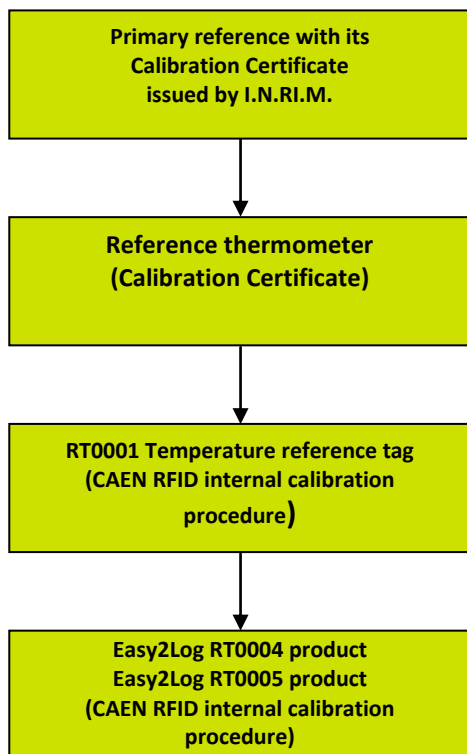 Primary reference with its
Calibration Certificate
issued by I.N.RI.M.
Reference thermometer
(Calibration Certificate)
RT0001 Temperature reference tag
(CAEN RFID internal calibration
procedure)
Easy2Log RT0004 product
Easy2Log RT0005 product
(CAEN RFID internal calibration
procedure)